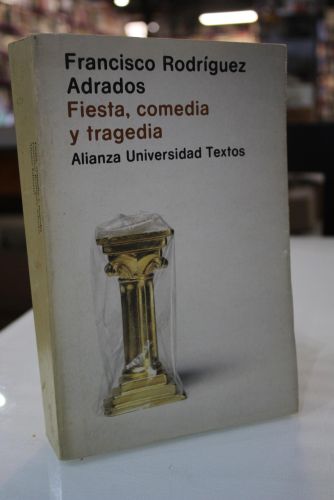 Francisco Rodríguez
Adrados
Fiesta, comedia
y tragedia
Alianza Universidad Textos